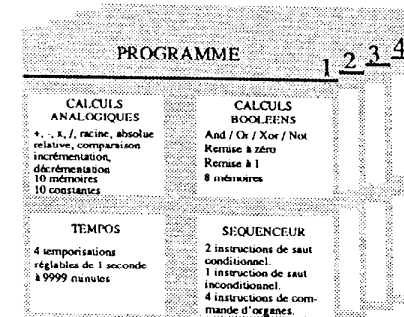 PROGRAMME
1 2 3 4
CALCULS
ANALOGIQUES
+, -, x, /, racine, absolue
relative, comparaison
incrémentation,
décrémentation
10 mémoires
10 constantes
CALCULS
BOOLEENS
And / Or / Xor / Not
Remise à zéro
Remise à 1
8 mémoires
TEMPOS
4 temporisations
réglables de 1 seconde
à 9999 minutes
SEQUENCEUR
2 instructions de saut
conditionnel.
1 instruction de saut
inconditionnel.
4 instructions de com-
mande d'organes.